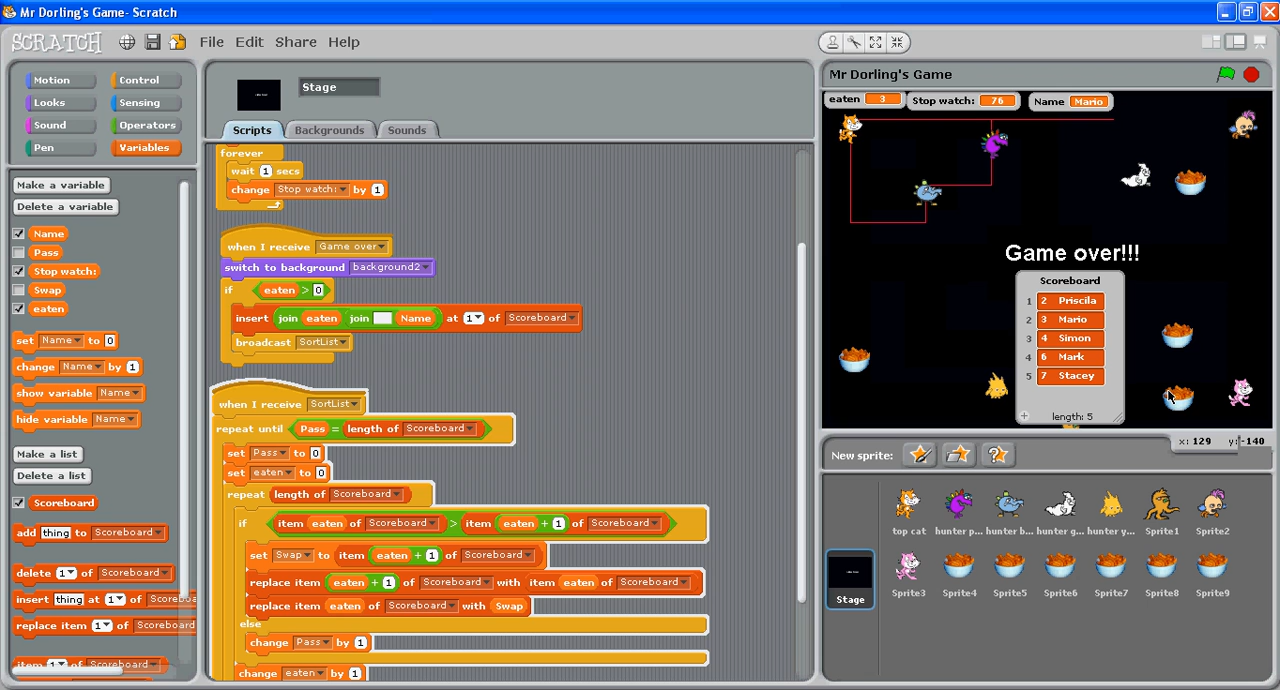 Mr Dorling's Game- Scratch
SCRATCH File Edit Share Help
Motion Control
Looks Sensing
Sound Operators
Pen Variables
Make a variable
Delete a variable
Name
Pass
Stop watch:
Swap
eaten
set Name to 0
change Name by 1
show variable Name
hide variable Name
Make a list
Delete a list
Scoreboard
add thing to Scoreboard
delete 1 of Scoreboard
insert thing at 1 of
replace item 1 of Scoreboard
item 1 of Scoreboard
Stage
Scripts Backgrounds Sounds
forever
wait 1 secs
change Stop watch: by 1
when I receive Game over
switch to background background2
if eaten > 0
insert join eaten join Name at 1 of Scoreboard
broadcast SortList
when I receive SortList
repeat until Pass = length of Scoreboard
set Pass to 0
set eaten to 0
repeat length of Scoreboard
if item eaten of Scoreboard > item eaten + 1 of Scoreboard
set Swap to item eaten + 1 of Scoreboard
replace item eaten + 1 of Scoreboard with item eaten of Scoreboard
replace item eaten of Scoreboard with Swap
else
change Pass by 1
change eaten by 1
Mr Dorling's Game
eaten 3 Stop watch: 76 Name Mario
Game over!!!
Scoreboard
1 2 Priscila
2 3 Mario
3 4 Simon
4 6 Mark
5 7 Stacey
+ length: 5
x: 129 y: -140
New sprite:
top cat hunter p... hunter b... hunter g... hunter y... Sprite1 Sprite2
Stage Sprite3 Sprite4 Sprite5 Sprite6 Sprite7 Sprite8 Sprite9